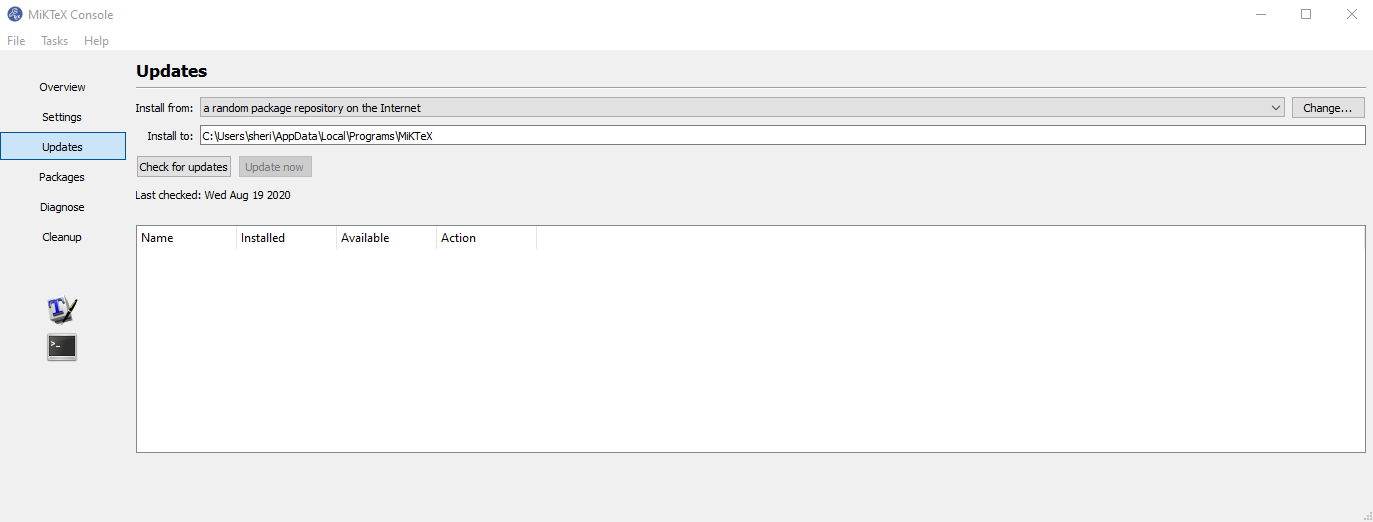 MiKTeX Console
File Tasks Help
Updates
Overview
Settings
Updates
Packages
Diagnose
Cleanup
>_
Install from: a random package repository on the Internet Change...
Install to: C:\Users\sheri\AppData\Local\Programs\MiKTeX
Check for updates Update now
Last checked: Wed Aug 19 2020
Name Installed Available Action